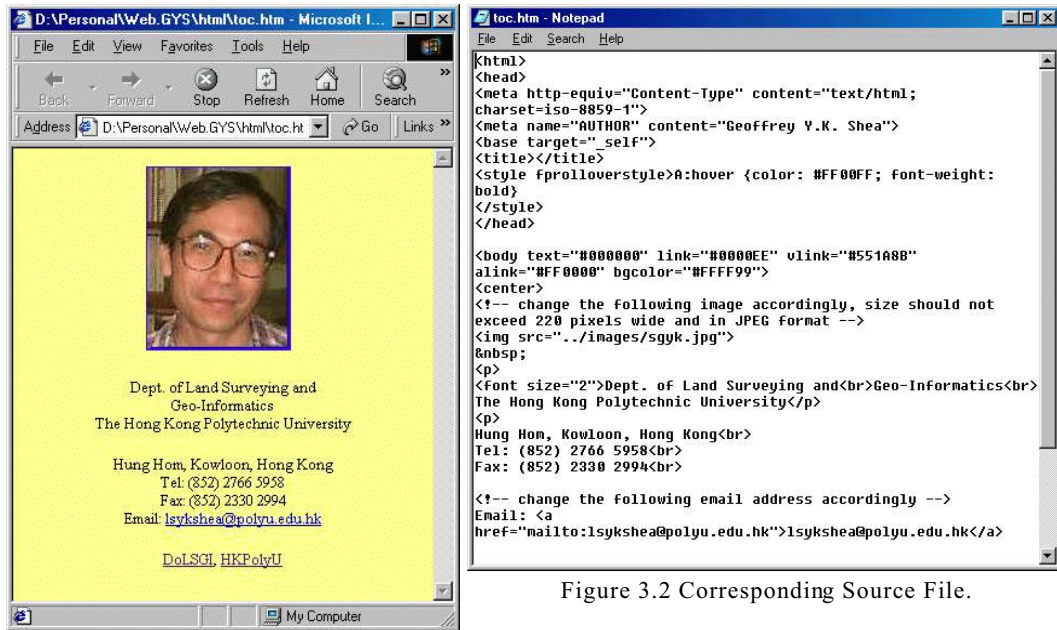 D:\Personal\Web.GYS\html\toc.htm - Microsoft I...
File Edit View Favorites Tools Help
Back Forward Stop Refresh Home Search »
Address D:\Personal\Web.GYS\html\toc.ht Go Links »
Dept. of Land Surveying and
Geo-Informatics
The Hong Kong Polytechnic University
Hung Hom, Kowloon, Hong Kong
Tel: (852) 2766 5958
Fax: (852) 2330 2994
Email: lsykshea@polyu.edu.hk
DoLSGI, HKPolyU
My Computer
toc.htm - Notepad
File Edit Search Help
<html>
<head>
<meta http-equiv="Content-Type" content="text/html;
charset=iso-8859-1">
<meta name="AUTHOR" content="Geoffrey Y.K. Shea">
<base target="_self">
<title></title>
<style fprolloverstyle>A:hover {color: #FF00FF; font-weight:
bold}
</style>
</head>
<body text="#000000" link="#0000EE" vlink="#551A8B"
alink="#FF0000" bgcolor="#FFFF99">
<center>
<!-- change the following image accordingly, size should not
exceed 220 pixels wide and in JPEG format -->
<img src="../images/sgyk.jpg">
&nbsp;
<p>
<font size="2">Dept. of Land Surveying and<br>Geo-Informatics<br>
The Hong Kong Polytechnic University</p>
<p>
Hung Hom, Kowloon, Hong Kong<br>
Tel: (852) 2766 5958<br>
Fax: (852) 2330 2994<br>
<!-- change the following email address accordingly -->
Email: <a
href="mailto:lsykshea@polyu.edu.hk">lsykshea@polyu.edu.hk</a>
Figure 3.2 Corresponding Source File.